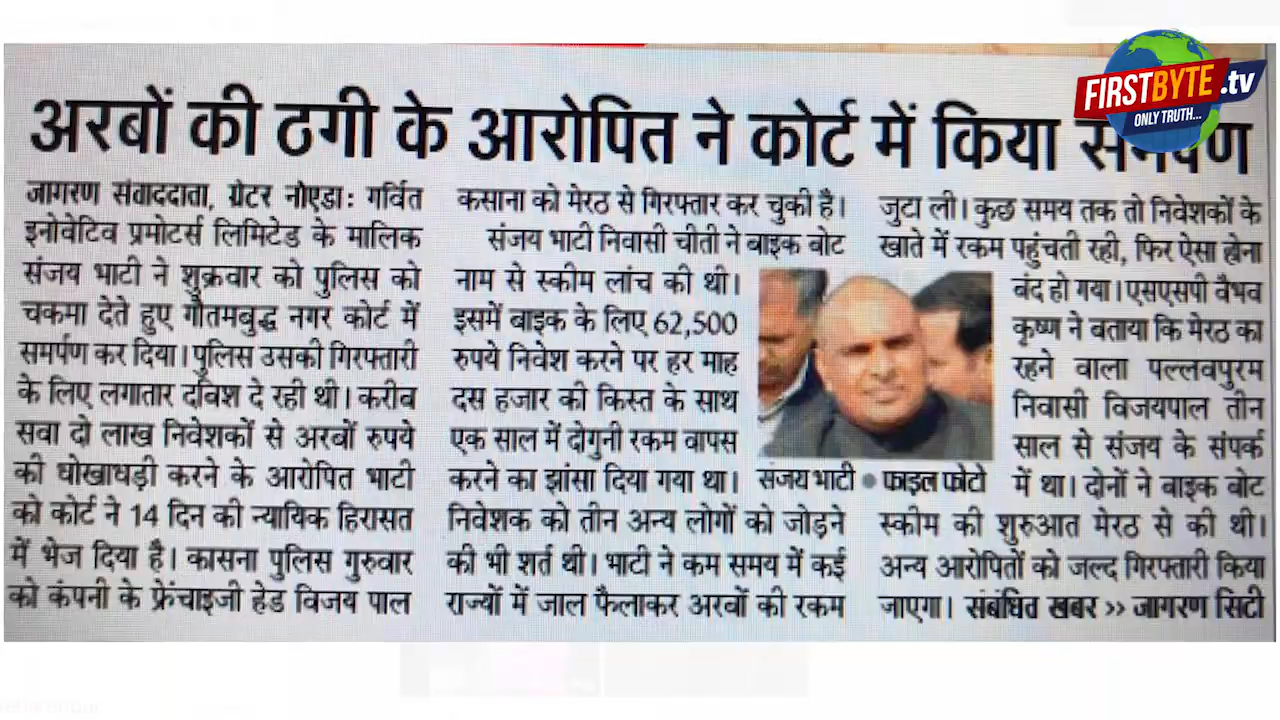 FIRSTBYTE.tv
ONLY TRUTH...
अरबों की ठगी के आरोपित ने कोर्ट में किया समर्पण
जागरण संवाददाता, ग्रेटर नोएडा: गर्वित
इनोवेटिव प्रमोटर्स लिमिटेड के मालिक
संजय भाटी ने शुक्रवार को पुलिस को
चकमा देते हुए गौतमबुद्ध नगर कोर्ट में
समर्पण कर दिया। पुलिस उसकी गिरफ्तारी
के लिए लगातार दबिश दे रही थी। करीब
सवा दो लाख निवेशकों से अरबों रुपये
की धोखाधड़ी करने के आरोपित भाटी
को कोर्ट ने 14 दिन की न्यायिक हिरासत
में भेज दिया है। कासना पुलिस गुरुवार
को कंपनी के फ्रेंचाइजी हेड विजय पाल
कसाना को मेरठ से गिरफ्तार कर चुकी है।
संजय भाटी निवासी चीती ने बाइक बोट
नाम से स्कीम लांच की थी।
इसमें बाइक के लिए 62,500
रुपये निवेश करने पर हर माह
दस हजार की किस्त के साथ
एक साल में दोगुनी रकम वापस
करने का झांसा दिया गया था।
निवेशक को तीन अन्य लोगों को जोड़ने
की भी शर्त थी। भाटी ने कम समय में कई
राज्यों में जाल फैलाकर अरबों की रकम
संजय भाटी ● फाइल फोटो
जुटा ली। कुछ समय तक तो निवेशकों के
खाते में रकम पहुंचती रही, फिर ऐसा होना
बंद हो गया। एसएसपी वैभव
कृष्ण ने बताया कि मेरठ का
रहने वाला पल्लवपुरम
निवासी विजयपाल तीन
साल से संजय के संपर्क
में था। दोनों ने बाइक बोट
स्कीम की शुरुआत मेरठ से की थी।
अन्य आरोपितों को जल्द गिरफ्तारी किया
जाएगा। संबंधित खबर >> जागरण सिटी